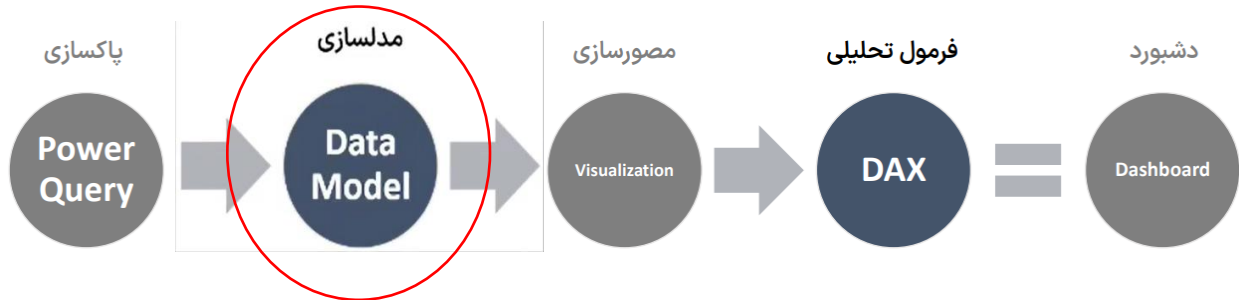 پاکسازی
Power
Query
مدلسازی
Data
Model
مصورسازی
Visualization
فرمول تحلیلی
DAX
دشبورد
Dashboard